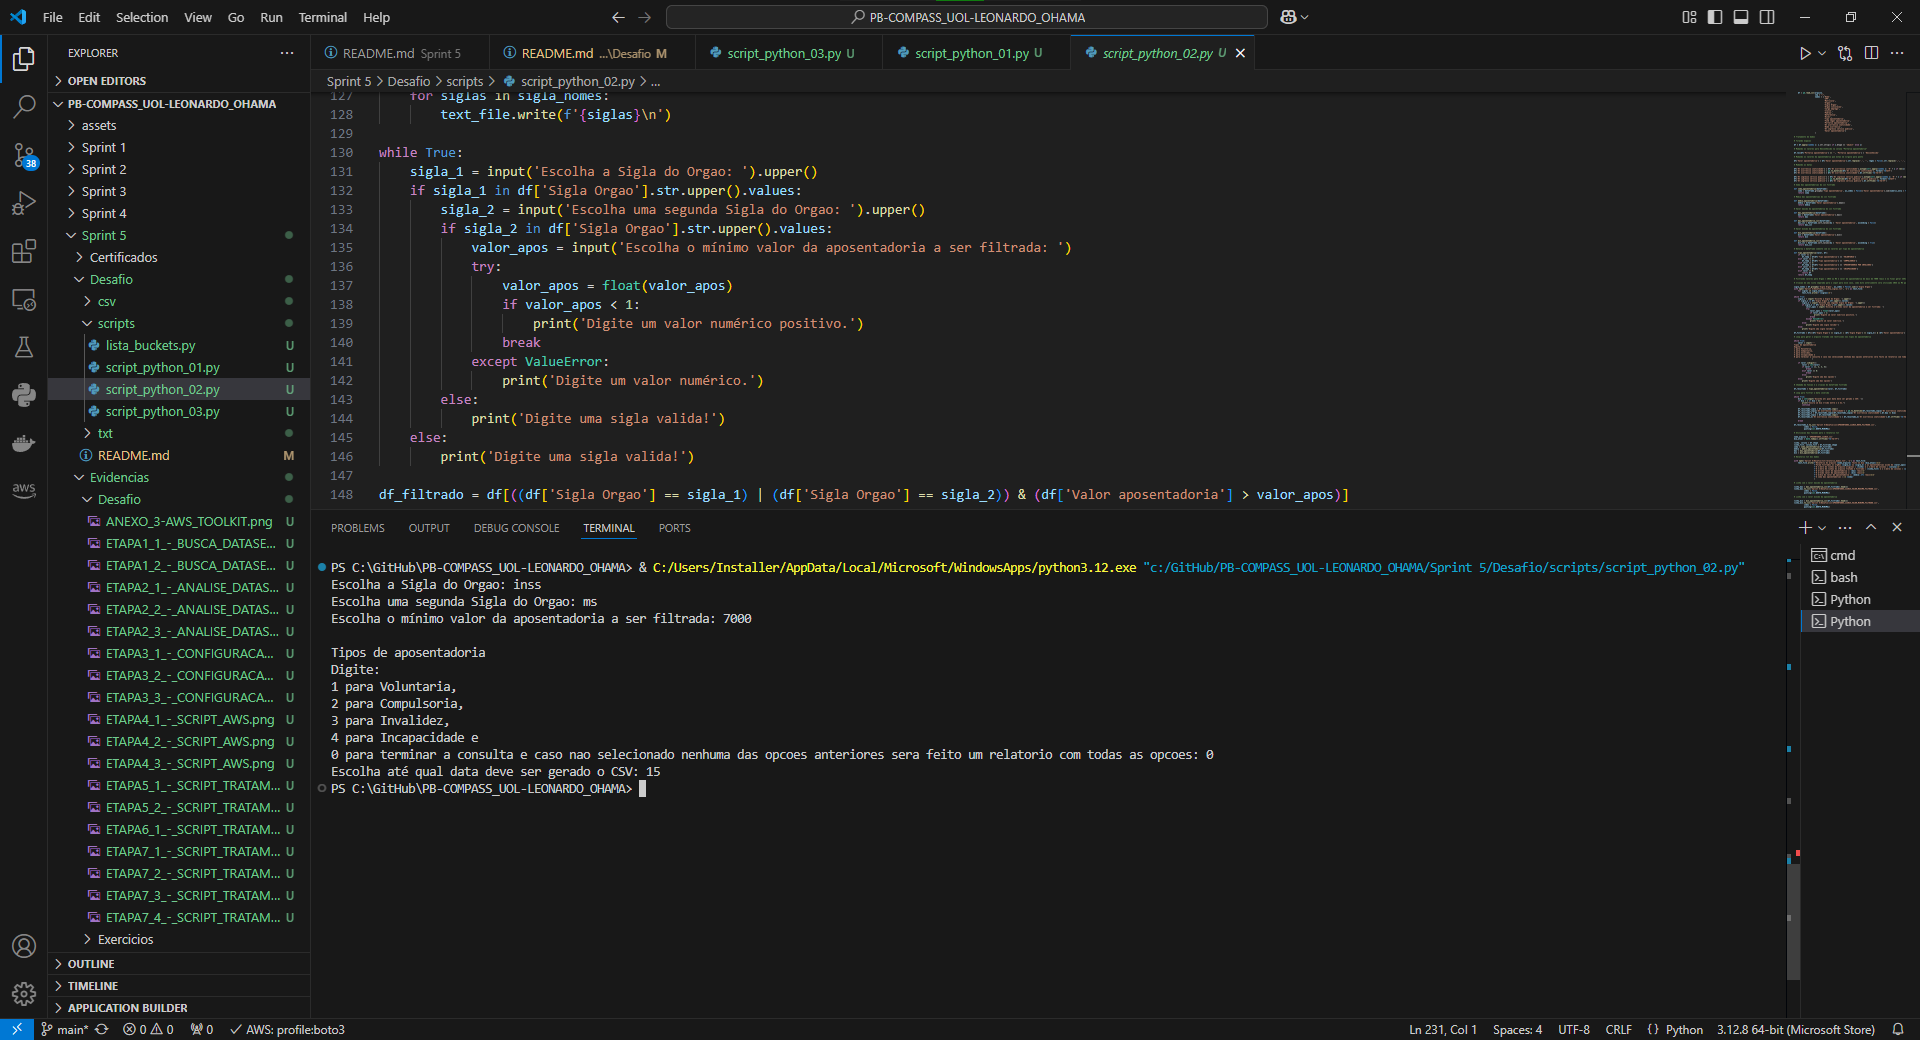 File Edit Selection View Go Run Terminal Help
PB-COMPASS_UOL-LEONARDO_OHAMA
EXPLORER
OPEN EDITORS
PB-COMPASS_UOL-LEONARDO_OHAMA
assets
Sprint 1
38
Sprint 2
Sprint 3
Sprint 4
Sprint 5
Certificados
Desafio
csv
scripts
lista_buckets.py U
script_python_01.py U
script_python_02.py U
script_python_03.py U
txt
README.md M
Evidencias
Desafio
ANEXO_3-AWS_TOOLKIT.png U
ETAPA1_1_-_BUSCA_DATASE... U
ETAPA1_2_-_BUSCA_DATASE... U
ETAPA2_1_-_ANALISE_DATAS... U
ETAPA2_2_-_ANALISE_DATAS... U
ETAPA2_3_-_ANALISE_DATAS... U
ETAPA3_1_-_CONFIGURACA... U
ETAPA3_2_-_CONFIGURACA... U
ETAPA3_3_-_CONFIGURACA... U
ETAPA4_1_-_SCRIPT_AWS.png U
ETAPA4_2_-_SCRIPT_AWS.png U
ETAPA4_3_-_SCRIPT_AWS.png U
ETAPA5_1_-_SCRIPT_TRATAM... U
ETAPA5_2_-_SCRIPT_TRATAM... U
ETAPA6_1_-_SCRIPT_TRATAM... U
ETAPA7_1_-_SCRIPT_TRATAM... U
ETAPA7_2_-_SCRIPT_TRATAM... U
ETAPA7_3_-_SCRIPT_TRATAM... U
ETAPA7_4_-_SCRIPT_TRATAM... U
Exercicios
OUTLINE
TIMELINE
APPLICATION BUILDER
aws
README.md Sprint 5 README.md ...\Desafio M script_python_03.py U script_python_01.py U script_python_02.py U
Sprint 5 > Desafio > scripts > script_python_02.py > ...
127 for siglas in sigla_nomes:
128 text_file.write(f'{siglas}\n')
129
130 while True:
131 sigla_1 = input('Escolha a Sigla do Orgao: ').upper()
132 if sigla_1 in df['Sigla Orgao'].str.upper().values:
133 sigla_2 = input('Escolha uma segunda Sigla do Orgao: ').upper()
134 if sigla_2 in df['Sigla Orgao'].str.upper().values:
135 valor_apos = input('Escolha o mínimo valor da aposentadoria a ser filtrada: ')
136 try:
137 valor_apos = float(valor_apos)
138 if valor_apos < 1:
139 print('Digite um valor numérico positivo.')
140 break
141 except ValueError:
142 print('Digite um valor numérico.')
143 else:
144 print('Digite uma sigla valida!')
145 else:
146 print('Digite uma sigla valida!')
147
148 df_filtrado = df[((df['Sigla Orgao'] == sigla_1) | (df['Sigla Orgao'] == sigla_2)) & (df['Valor aposentadoria'] > valor_apos)]
PROBLEMS OUTPUT DEBUG CONSOLE TERMINAL PORTS
PS C:\GitHub\PB-COMPASS_UOL-LEONARDO_OHAMA> & C:/Users/Installer/AppData/Local/Microsoft/WindowsApps/python3.12.exe "c:/GitHub/PB-COMPASS_UOL-LEONARDO_OHAMA/Sprint 5/Desafio/scripts/script_python_02.py"
Escolha a Sigla do Orgao: inss
Escolha uma segunda Sigla do Orgao: ms
Escolha o mínimo valor da aposentadoria a ser filtrada: 7000
Tipos de aposentadoria
Digite:
1 para Voluntaria,
2 para Compulsoria,
3 para Invalidez,
4 para Incapacidade e
0 para terminar a consulta e caso nao selecionado nenhuma das opcoes anteriores sera feito um relatorio com todas as opcoes: 0
Escolha até qual data deve ser gerado o CSV: 15
PS C:\GitHub\PB-COMPASS_UOL-LEONARDO_OHAMA>
cmd
bash
Python
Python
main* 0 0 0 AWS: profile:boto3 Ln 231, Col 1 Spaces: 4 UTF-8 CRLF {} Python 3.12.8 64-bit (Microsoft Store)